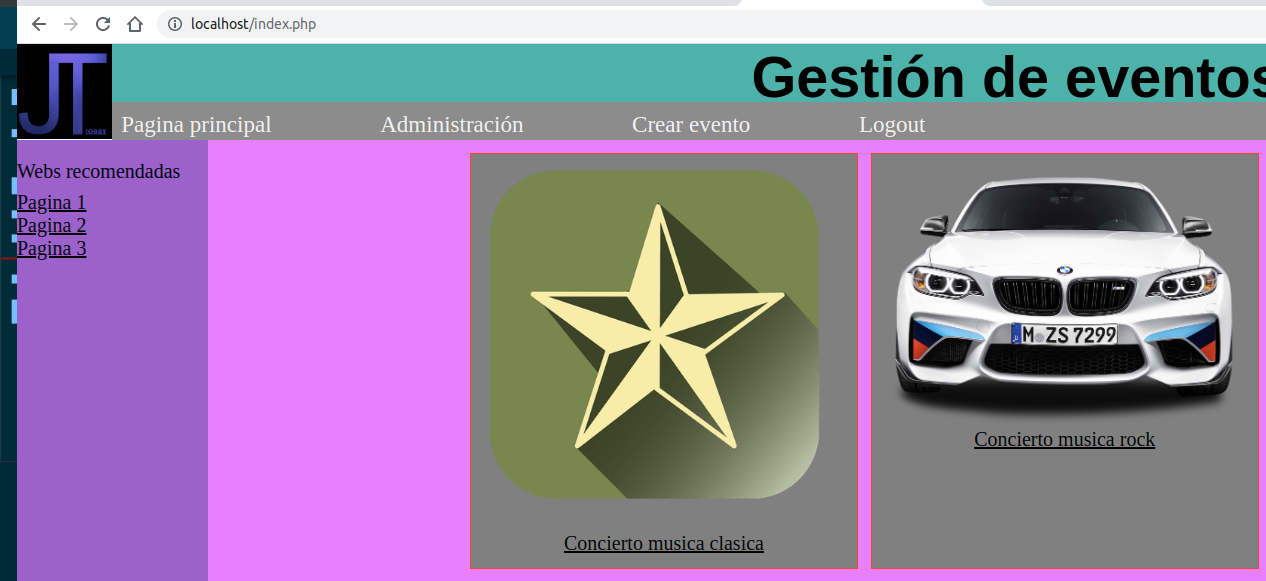 localhost/index.php
JT
Gestión de eventos
Pagina principal Administración Crear evento Logout
Webs recomendadas
Pagina 1
Pagina 2
Pagina 3
M ZS 7299
Concierto musica rock
Concierto musica clasica